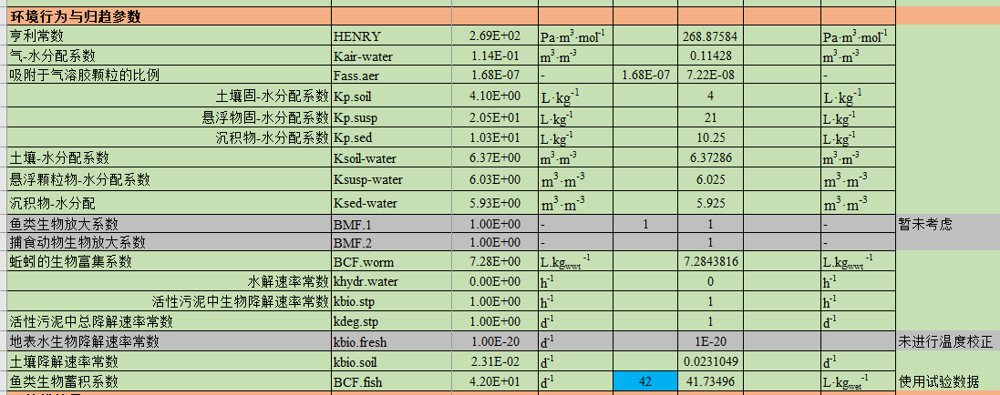 环境行为与归趋参数
亨利常数 HENRY 2.69E+02 Pa·m³·mol⁻¹ 268.87584 Pa·m³·mol⁻¹
气-水分配系数 Kair-water 1.14E-01 m³·m⁻³ 0.11428 m³·m⁻³
吸附于气溶胶颗粒的比例 Fass.aer 1.68E-07 - 1.68E-07 7.22E-08 -
土壤固-水分配系数 Kp.soil 4.10E+00 L·kg⁻¹ 4 L·kg⁻¹
悬浮物固-水分配系数 Kp.susp 2.05E+01 L·kg⁻¹ 21 L·kg⁻¹
沉积物-水分配系数 Kp.sed 1.03E+01 L·kg⁻¹ 10.25 L·kg⁻¹
土壤-水分配系数 Ksoil-water 6.37E+00 m³·m⁻³ 6.37286 m³·m⁻³
悬浮颗粒物-水分配系数 Ksusp-water 6.03E+00 m³·m⁻³ 6.025 m³·m⁻³
沉积物-水分配 Ksed-water 5.93E+00 m³·m⁻³ 5.925 m³·m⁻³
鱼类生物放大系数 BMF.1 1.00E+00 - 1 1 - 暂未考虑
捕食动物生物放大系数 BMF.2 1.00E+00 - 1 -
蚯蚓的生物富集系数 BCF.worm 7.28E+00 L.kgwwt⁻¹ 7.2843816 L.kgwwt⁻¹
水解速率常数 khydr.water 0.00E+00 h⁻¹ 0 h⁻¹
活性污泥中生物降解速率常数 kbio.stp 1.00E+00 h⁻¹ 1 h⁻¹
活性污泥中总降解速率常数 kdeg.stp 1.00E+00 d⁻¹ 1 d⁻¹
地表水生物降解速率常数 kbio.fresh 1.00E-20 d⁻¹ 1E-20 未进行温度校正
土壤降解速率常数 kbio.soil 2.31E-02 d⁻¹ 0.0231049 d⁻¹
鱼类生物蓄积系数 BCF.fish 4.20E+01 d⁻¹ 42 41.73496 L·kgwet⁻¹ 使用试验数据